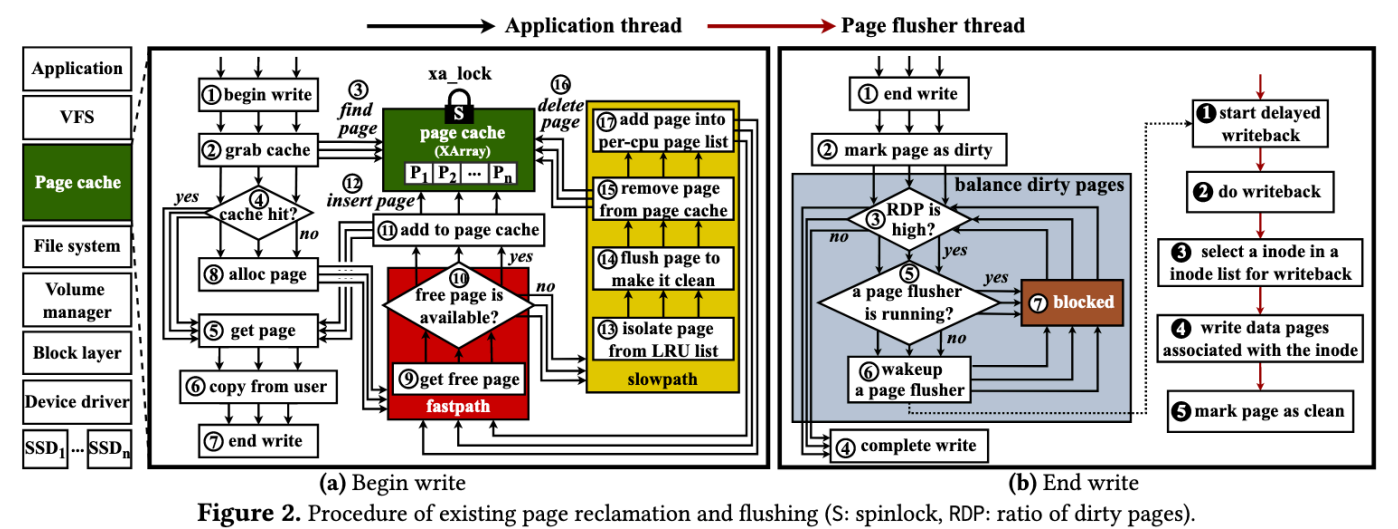 Application thread
Page flusher thread
Application
VFS
Page cache
File system
Volume
manager
Block layer
Device driver
SSD1 ... SSDn
① begin write
② grab cache
yes
④
cache hit?
no
⑧ alloc page
⑤ get page
⑥ copy from user
⑦ end write
③
find
page
xa_lock
S
page cache
(XArray)
P1 P2 ... Pn
⑯
delete
page
⑫
insert page
⑪ add to page cache
yes
⑩
free page is
available?
no
⑨ get free page
fastpath
⑰ add page into
per-cpu page list
⑮ remove page
from page cache
⑭ flush page to
make it clean
⑬ isolate page
from LRU list
slowpath
(a) Begin write
① end write
② mark page as dirty
balance dirty pages
③ RDP is
high?
no
yes
⑤
a page flusher
is running?
yes
no
⑦ blocked
⑥ wakeup
a page flusher
④ complete write
❶ start delayed
writeback
❷ do writeback
❸ select a inode in a
inode list for writeback
❹ write data pages
associated with the inode
❺ mark page as clean
(b) End write
Figure 2. Procedure of existing page reclamation and flushing (S: spinlock, RDP: ratio of dirty pages).